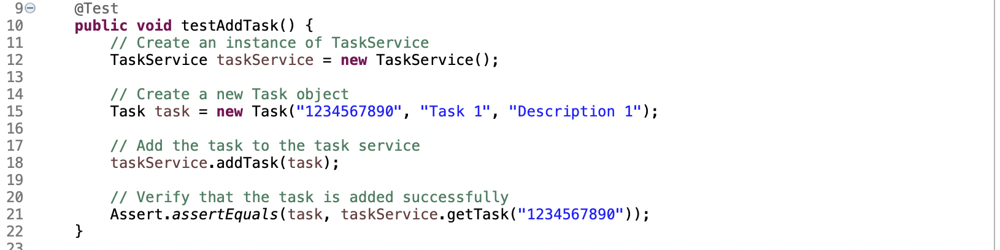 9 @Test
10 public void testAddTask() {
11 // Create an instance of TaskService
12 TaskService taskService = new TaskService();
13
14 // Create a new Task object
15 Task task = new Task("1234567890", "Task 1", "Description 1");
16
17 // Add the task to the task service
18 taskService.addTask(task);
19
20 // Verify that the task is added successfully
21 Assert.assertEquals(task, taskService.getTask("1234567890"));
22 }
23